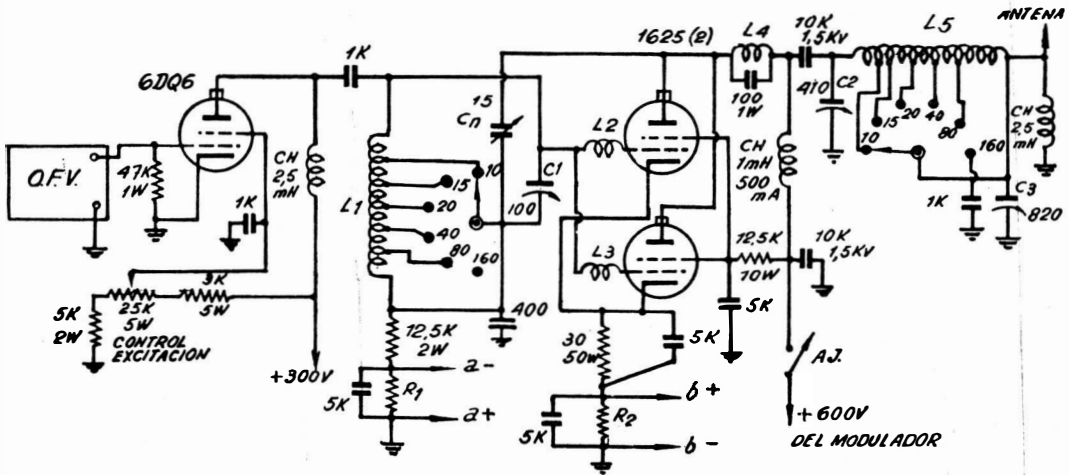 ANTENA
1625 (2)
L4
10K
1,5Kv
L5
6DQ6
1K
15
Cn
100
1W
410
C2
15
20
40
80
10
160
CH
2,5
mH
O.F.V.
47K
1W
CH
2,5
mH
L1
10
15
20
40
80
160
C1
100
L2
L3
CH
1mH
500
mA
1K
C3
820
1K
12,5K
10W
10K
1,5KV
5K
2W
25K
5W
3K
5W
CONTROL
EXCITACION
+300V
400
12,5K
2W
5K
R1
a-
a+
30
50W
5K
5K
5K
R2
b+
b-
AJ.
+600V
DEL MODULADOR